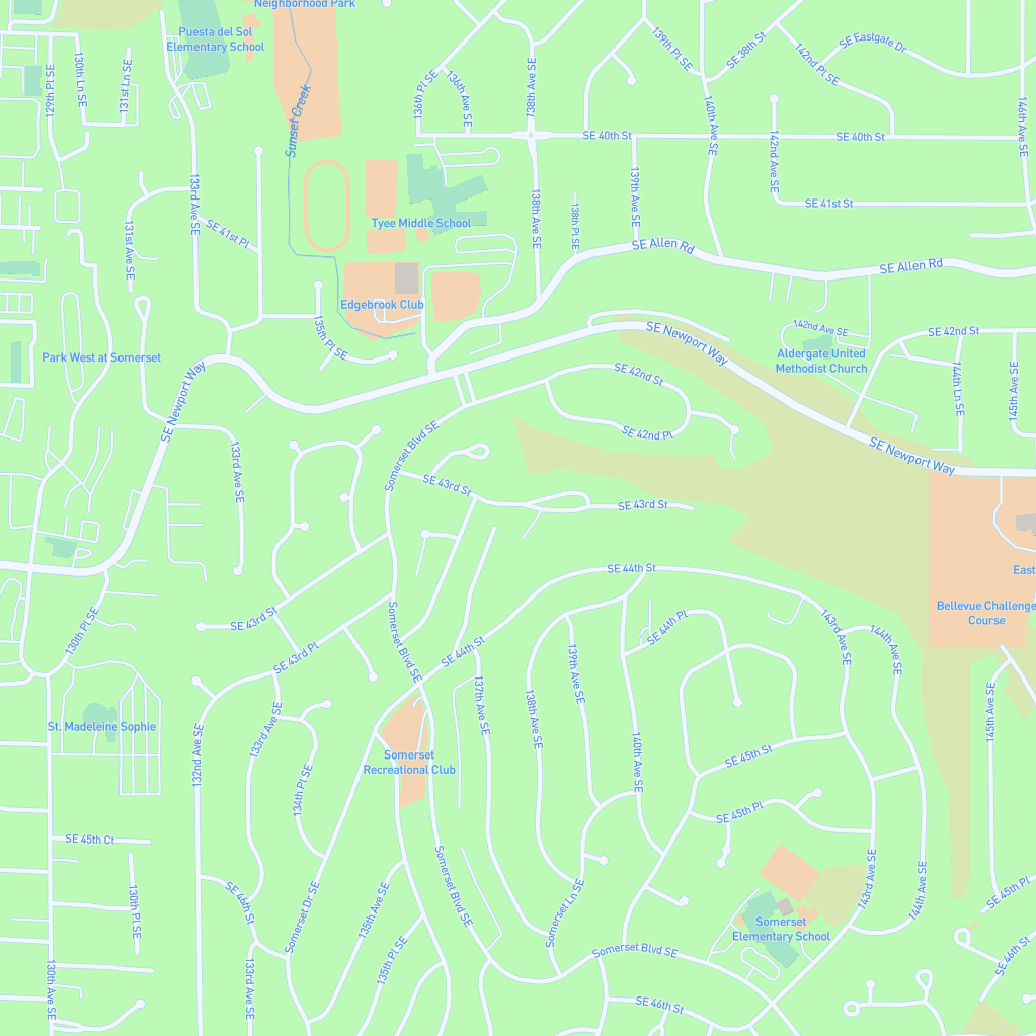 Neighborhood Park
Puesta del Sol
Elementary School
139th Pl SE
SE 38th St
SE Eastgate Dr
142nd Pl SE
129th Pl SE
130th Ln SE
131st Ln SE
136th Pl SE
136th Ave SE
138th Ave SE
140th Ave SE
146th Ave SE
Sunset Creek
SE 40th St
SE 40th St
142nd Ave SE
133rd Ave SE
139th Ave SE
138th Ave SE
138th Pl SE
SE 41st St
131st Ave SE
SE 41st Pl
Tyee Middle School
SE Allen Rd
SE Allen Rd
Edgebrook Club
135th Pl SE
SE Newport Way
142nd Ave SE
SE 42nd St
Park West at Somerset
Aldergate United
Methodist Church
144th Ln SE
145th Ave SE
SE 42nd St
SE Newport Way
SE 42nd Pl
SE Newport Way
133rd Ave SE
Somerset Blvd SE
SE 43rd St
SE 43rd St
SE 44th St
East
Bellevue Challenge
Course
130th Pl SE
SE 43rd St
Somerset Blvd SE
SE 44th Pl
143rd Ave SE
144th Ave SE
SE 43rd Pl
SE 44th St
139th Ave SE
St. Madeleine Sophie
133rd Ave SE
137th Ave SE
138th Ave SE
140th Ave SE
145th Ave SE
132nd Ave SE
Somerset
Recreational Club
SE 45th St
134th Pl SE
SE 45th Pl
SE 45th Ct
130th Pl SE
SE 46th St
Somerset Dr SE
135th Ave SE
Somerset Blvd SE
Somerset Ln SE
143rd Ave SE
144th Ave SE
SE 45th Pl
Somerset
Elementary School
135th Pl SE
Somerset Blvd SE
SE 46th St
130th Ave SE
133rd Ave SE
SE 46th St